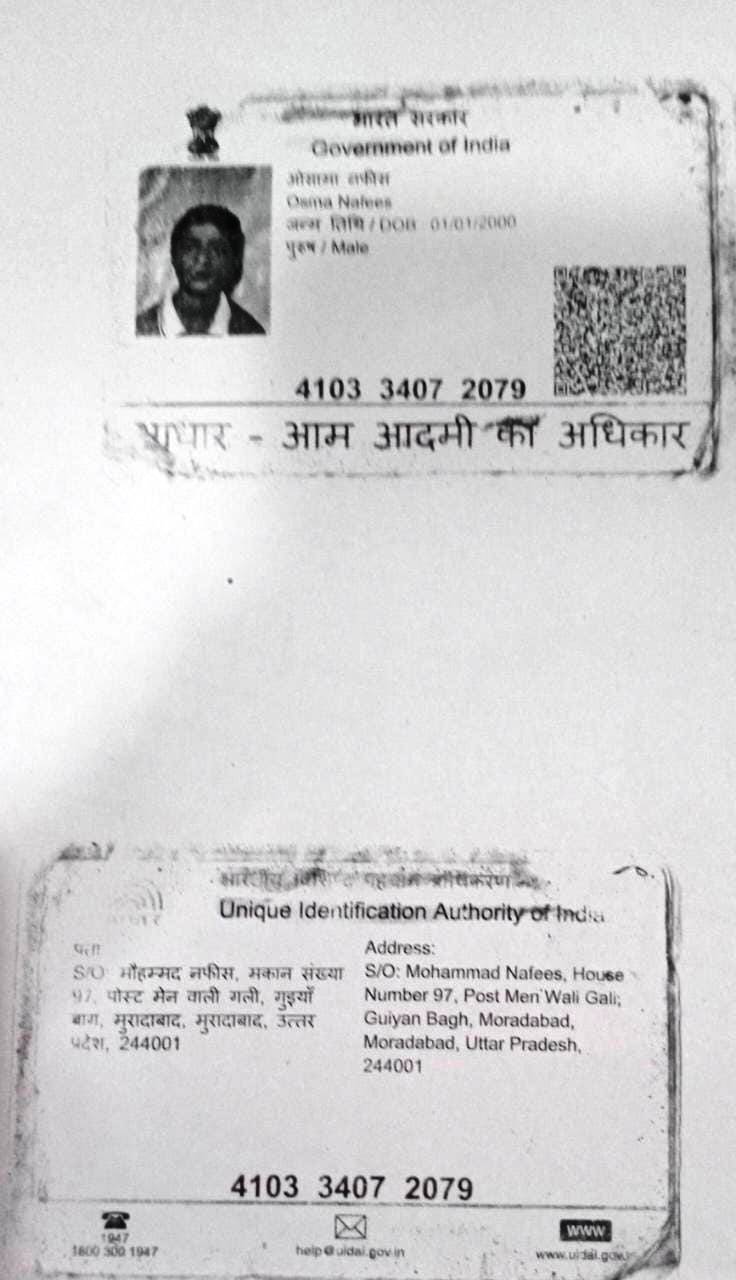 भारत सरकार
Government of India
ओसामा नफीस
Osma Nafees
जन्म तिथि / DOB 01/01/2000
पुरुष / Male
4103 3407 2079
आधार - आम आदमी का अधिकार
Unique Identification Authority of India
पता
S/O मौहम्मद नफीस, मकान संख्या
97, पोस्ट मेन वाली गली, गुइयाँ
बाग, मुरादाबाद, मुरादाबाद, उत्तर
प्रदेश, 244001
Address:
S/O: Mohammad Nafees, House
Number 97, Post Men Wali Gali,
Guiyan Bagh, Moradabad,
Moradabad, Uttar Pradesh,
244001
4103 3407 2079
1947
1800 300 1947
help@uidai.gov.in
www
www.uidai.gov.in